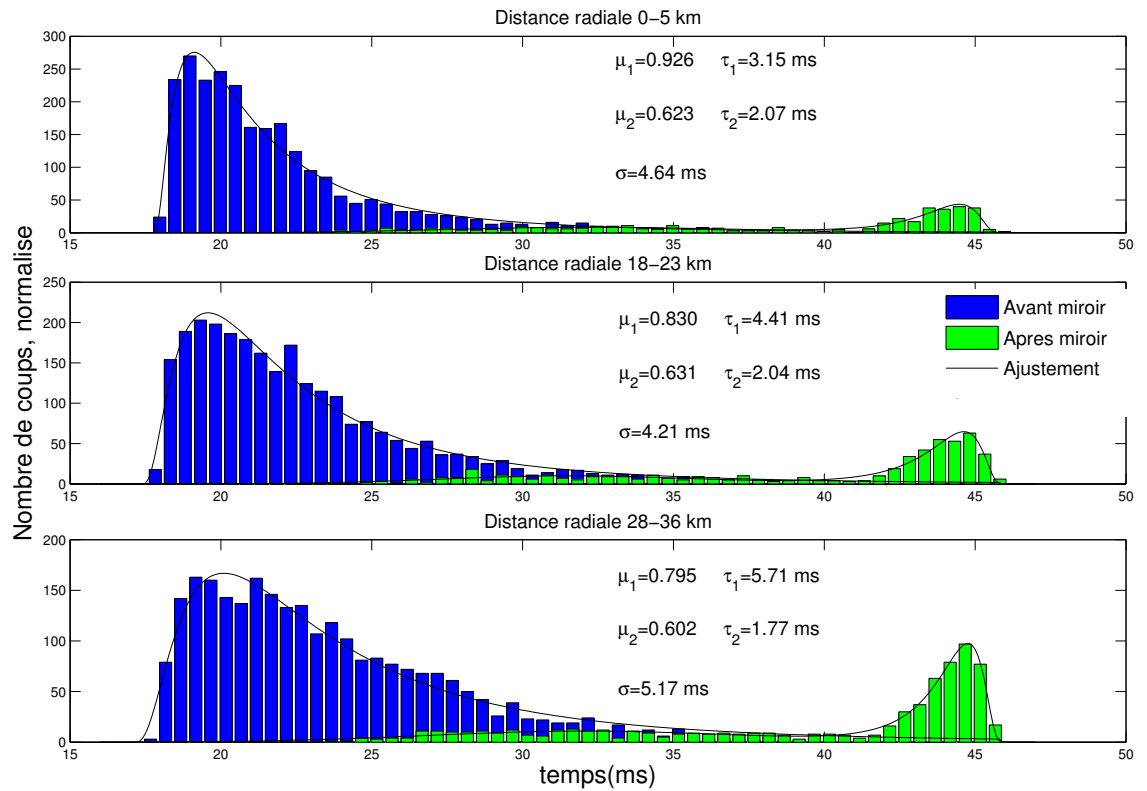 Distance radiale 0−5 km
300
250
200
150
100
50
0
μ1=0.926 τ1=3.15 ms
μ2=0.623 τ2=2.07 ms
σ=4.64 ms
15 20 25 30 35 40 45 50
Distance radiale 18−23 km
250
200
150
100
50
0
μ1=0.830 τ1=4.41 ms
μ2=0.631 τ2=2.04 ms
σ=4.21 ms
Avant miroir
Apres miroir
Ajustement
15 20 25 30 35 40 45 50
Nombre de coups, normalise
Distance radiale 28−36 km
200
150
100
50
0
μ1=0.795 τ1=5.71 ms
μ2=0.602 τ2=1.77 ms
σ=5.17 ms
15 20 25 30 35 40 45 50
temps(ms)